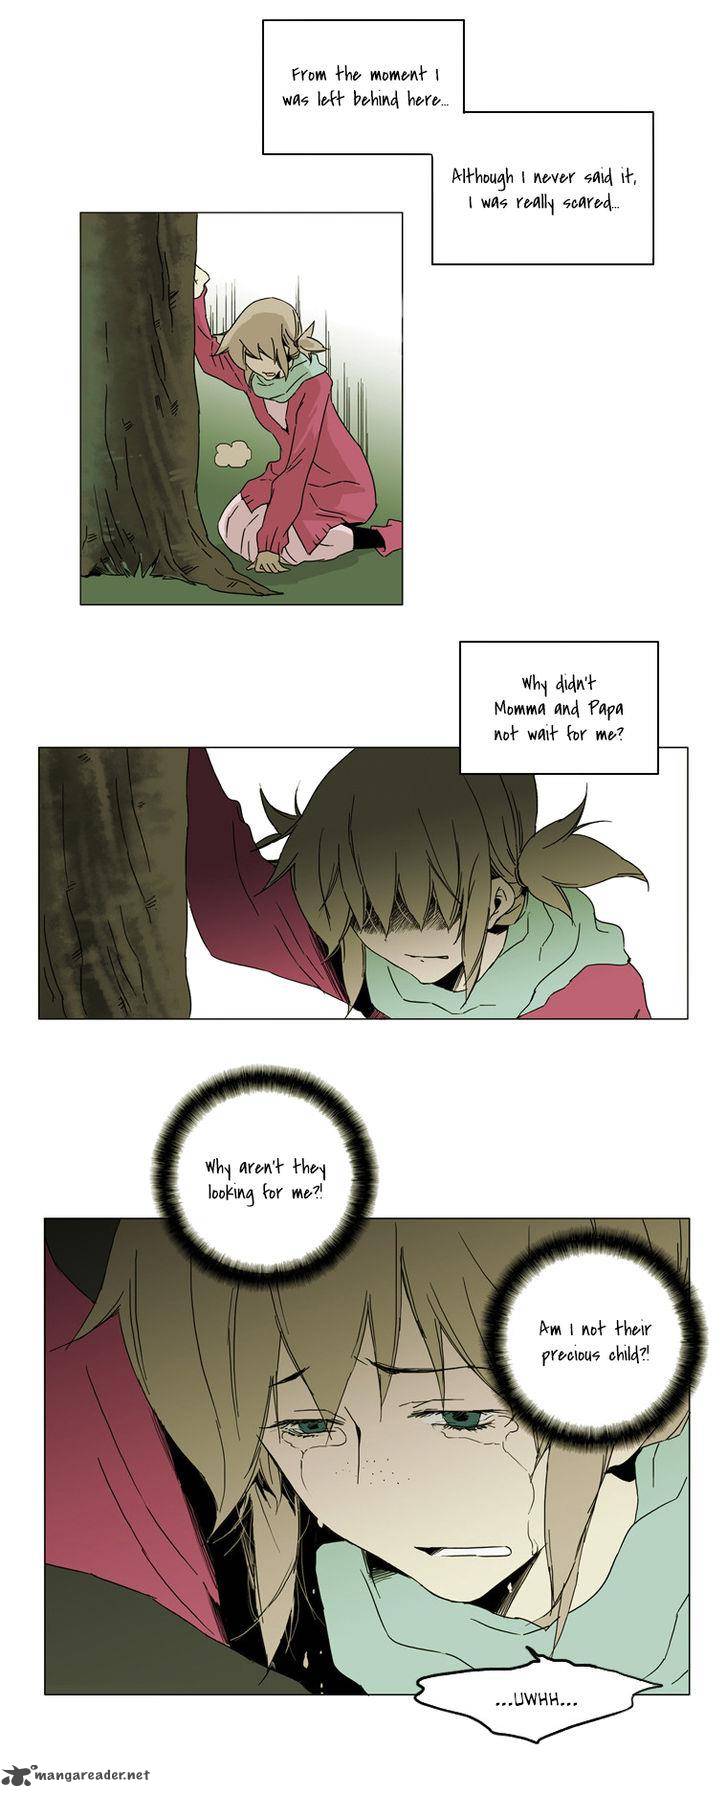 From the moment I
was left behind here...
Although I never said it,
I was really scared...
Why didn't
Momma and Papa
not wait for me?
Why aren't they
looking for me?!
Am I not their
precious child?!
...UWHH...
mangareader.net